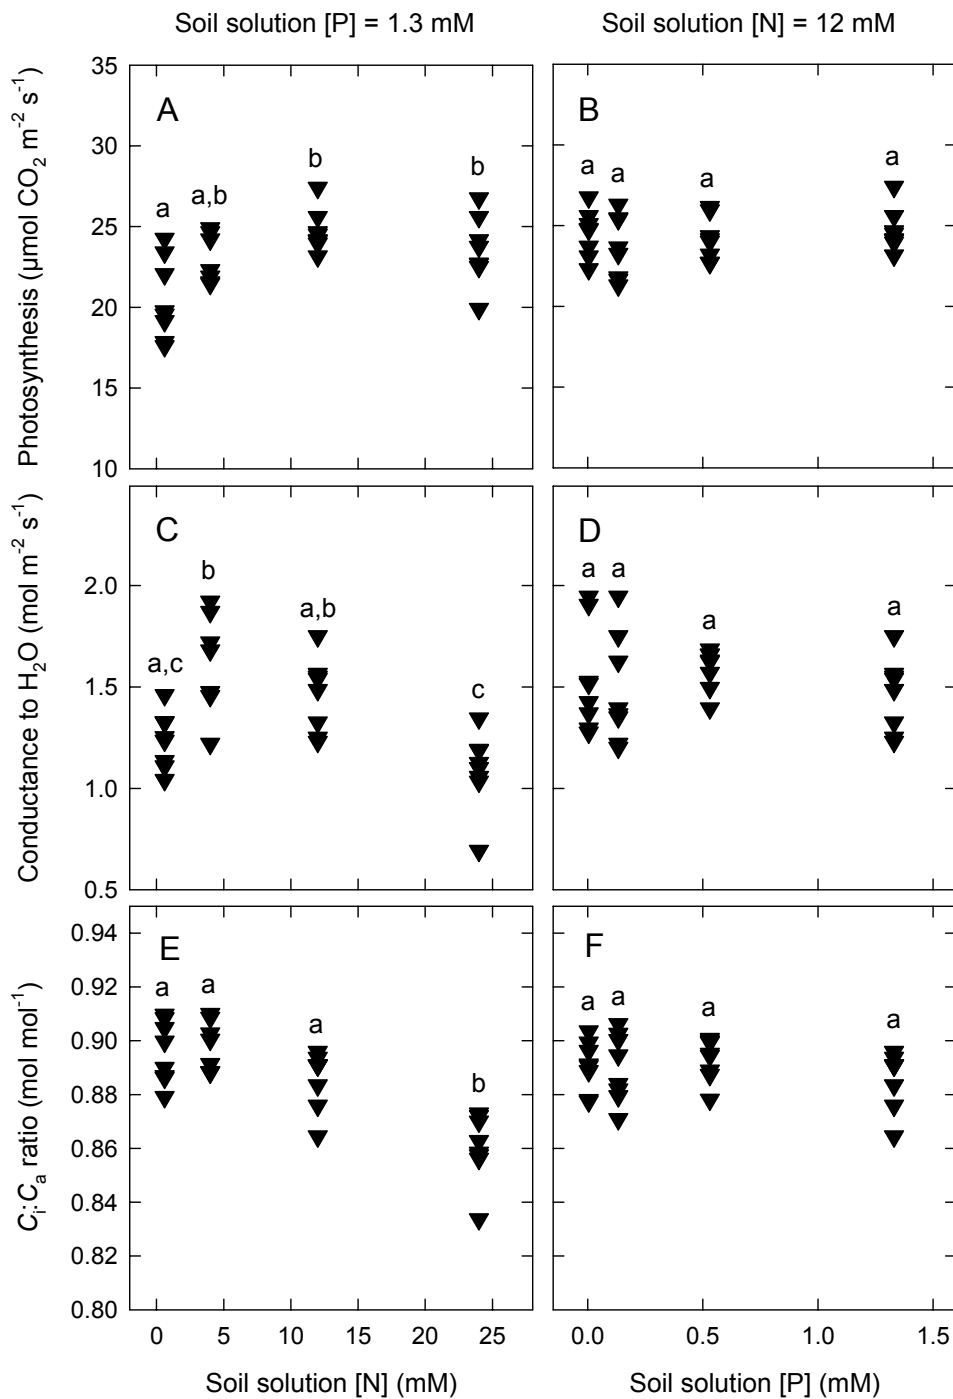 Soil solution [P] = 1.3 mM
Soil solution [N] = 12 mM
Photosynthesis (µmol CO₂ m⁻² s⁻¹)
35
30
25
20
15
10
A
a
a,b
b
b
B
a
a
a
a
Conductance to H₂O (mol m⁻² s⁻¹)
2.0
1.5
1.0
0.5
C
a,c
b
a,b
c
D
a
a
a
a
Cᵢ:Cₐ ratio (mol mol⁻¹)
0.94
0.92
0.90
0.88
0.86
0.84
0.82
0.80
E
a
a
a
b
F
a
a
a
a
0 5 10 15 20 25
0.0 0.5 1.0 1.5
Soil solution [N] (mM)
Soil solution [P] (mM)